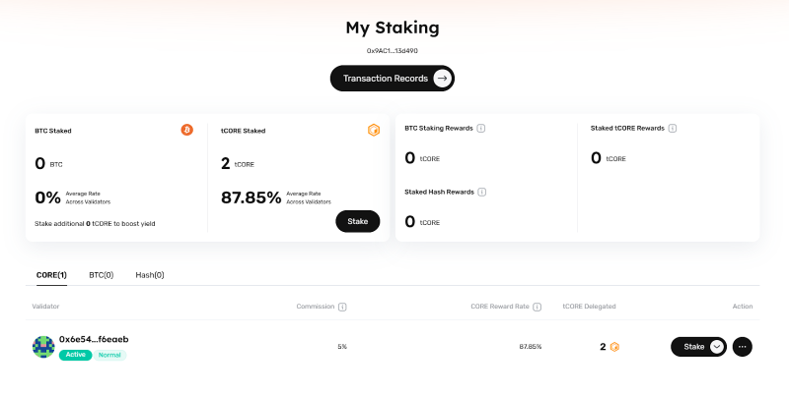 My Staking
0x9AC1...13d490
Transaction Records
BTC Staked
0 BTC
0% Average Rate
Across Validators
Stake additional 0 tCORE to boost yield
tCORE Staked
2 tCORE
87.85% Average Rate
Across Validators
Stake
BTC Staking Rewards
0 tCORE
Staked Hash Rewards
0 tCORE
Staked tCORE Rewards
0 tCORE
CORE(1) BTC(0) Hash(0)
Validator Commission CORE Reward Rate tCORE Delegated Action
0x6e54...f6eaeb
Active Normal
5% 87.85% 2 Stake